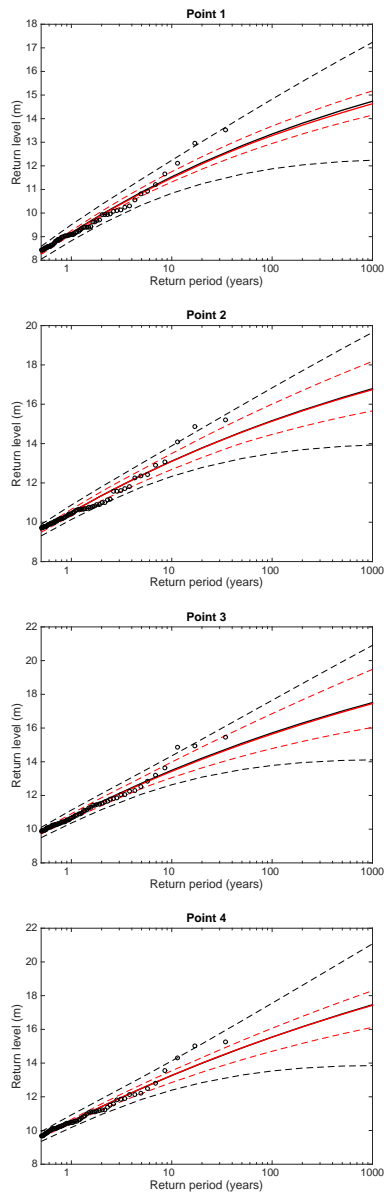 Point 1
18
17
16
15
14
13
12
11
10
9
8
Return level (m)
1 10 100 1000
Return period (years)
Point 2
20
18
16
14
12
10
8
Return level (m)
1 10 100 1000
Return period (years)
Point 3
22
20
18
16
14
12
10
8
Return level (m)
1 10 100 1000
Return period (years)
Point 4
22
20
18
16
14
12
10
8
Return level (m)
1 10 100 1000
Return period (years)